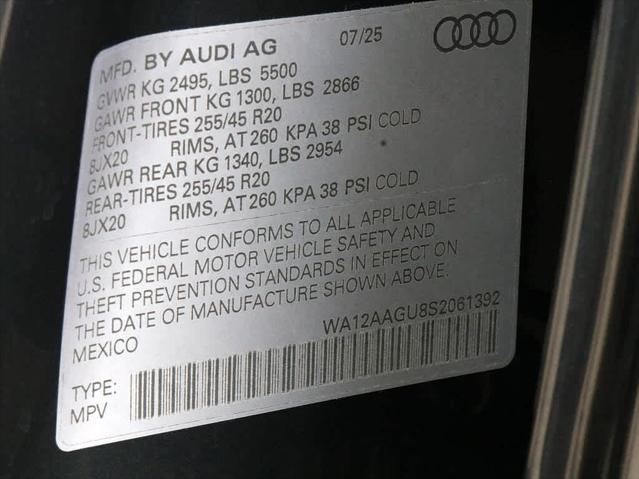 MFD. BY AUDI AG 07/25
GVWR KG 2495, LBS 5500
GAWR FRONT KG 1300, LBS 2866
FRONT-TIRES 255/45 R20
8JX20 RIMS, AT 260 KPA 38 PSI COLD
GAWR REAR KG 1340, LBS 2954
REAR-TIRES 255/45 R20
8JX20 RIMS, AT 260 KPA 38 PSI COLD
THIS VEHICLE CONFORMS TO ALL APPLICABLE
U.S. FEDERAL MOTOR VEHICLE SAFETY AND
THEFT PREVENTION STANDARDS IN EFFECT ON
THE DATE OF MANUFACTURE SHOWN ABOVE.
MEXICO WA12AAGU8S2061392
TYPE:
MPV